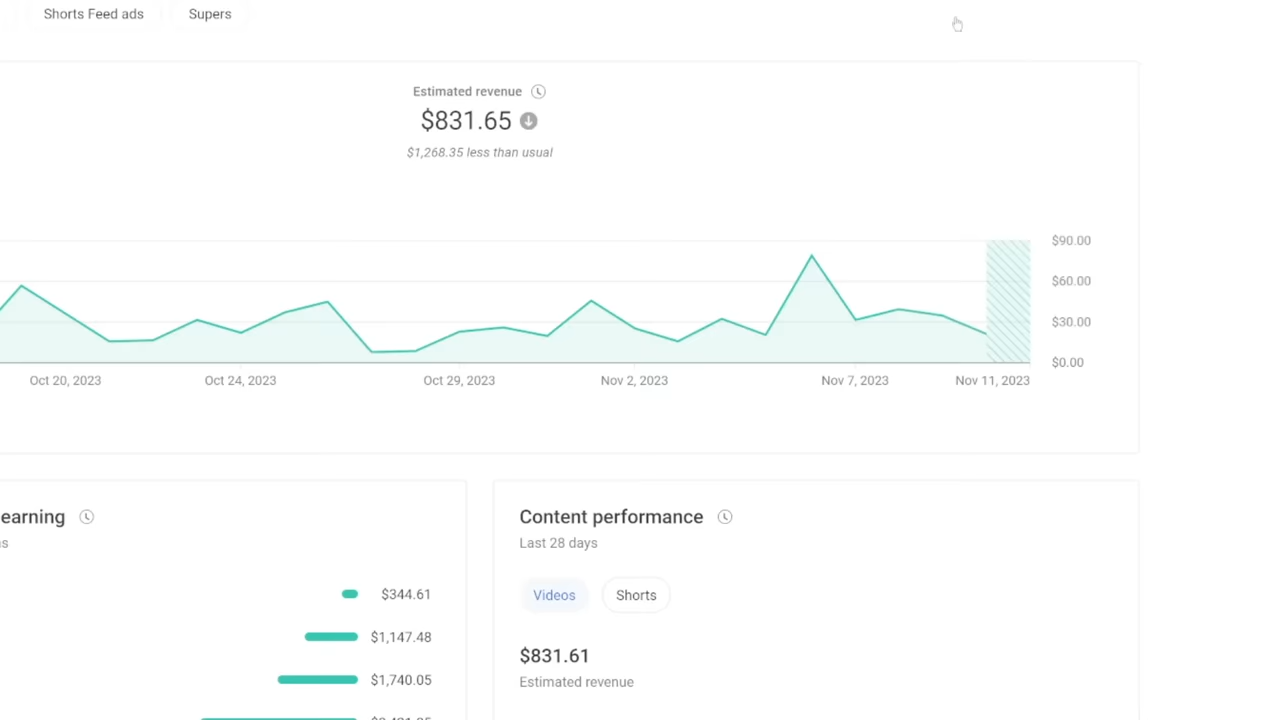 Shorts Feed ads
Supers
Estimated revenue
$831.65
$1,268.35 less than usual
$90.00
$60.00
$30.00
$0.00
Oct 20, 2023
Oct 24, 2023
Oct 29, 2023
Nov 2, 2023
Nov 7, 2023
Nov 11, 2023
earning
$344.61
$1,147.48
$1,740.05
Content performance
Last 28 days
Videos
Shorts
$831.61
Estimated revenue